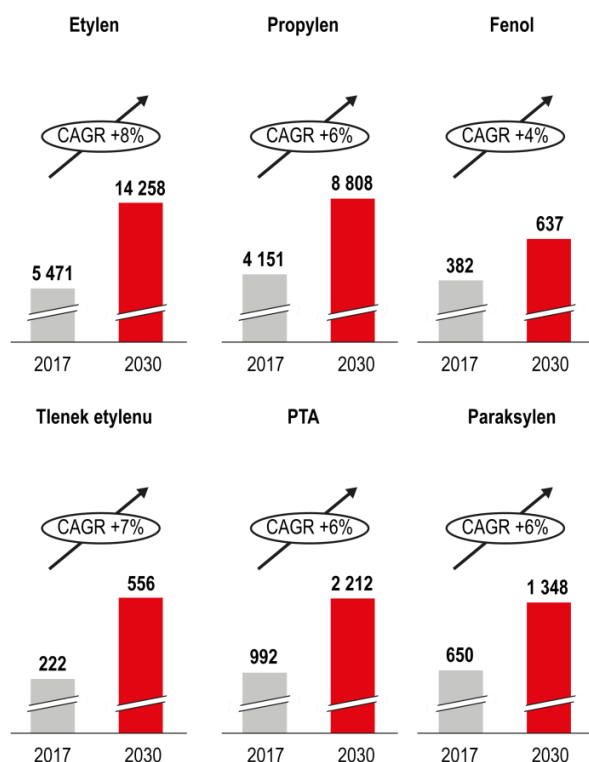 Etylen
CAGR +8%
14 258
5 471
2017 2030
Propylen
CAGR +6%
8 808
4 151
2017 2030
Fenol
CAGR +4%
637
382
2017 2030
Tlenek etylenu
CAGR +7%
556
222
2017 2030
PTA
CAGR +6%
2 212
992
2017 2030
Paraksylen
CAGR +6%
1 348
650
2017 2030